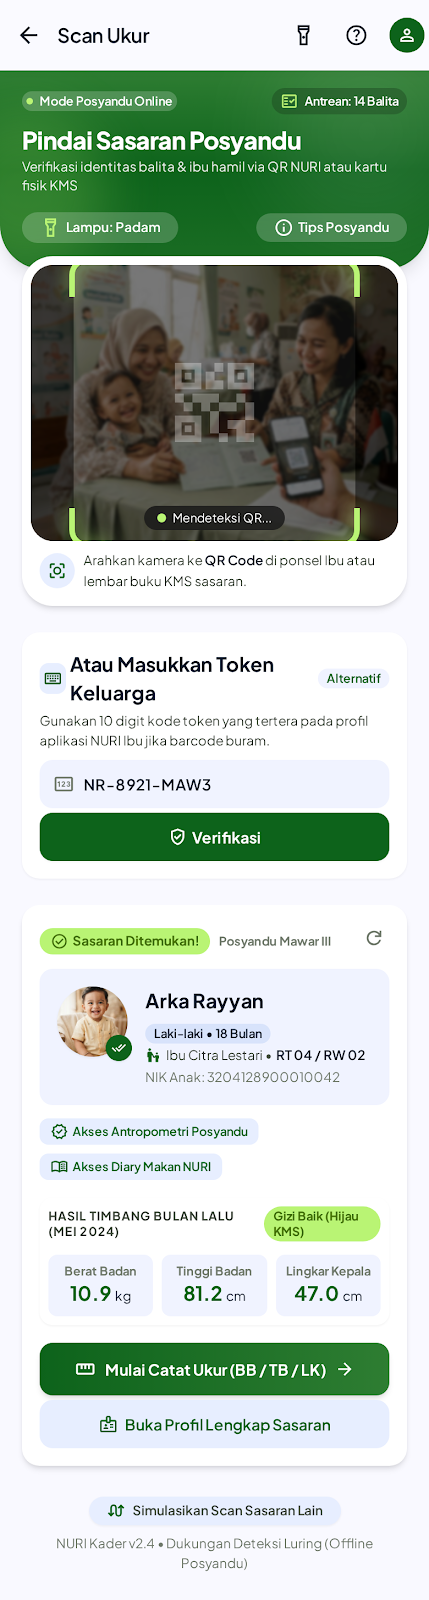 Scan Ukur
Mode Posyandu Online
Antrean: 14 Balita
Pindai Sasaran Posyandu
Verifikasi identitas balita & ibu hamil via QR NURI atau kartu
fisik KMS
Lampu: Padam
Tips Posyandu
Mendeteksi QR...
Arahkan kamera ke QR Code di ponsel Ibu atau
lembar buku KMS sasaran.
Atau Masukkan Token
Keluarga
Alternatif
Gunakan 10 digit kode token yang tertera pada profil
aplikasi NURI Ibu jika barcode buram.
123 NR-8921-MAW3
Verifikasi
Sasaran Ditemukan!
Posyandu Mawar III
Arka Rayyan
Laki-laki • 18 Bulan
Ibu Citra Lestari • RT 04 / RW 02
NIK Anak: 3204128900010042
Akses Antropometri Posyandu
Akses Diary Makan NURI
HASIL TIMBANG BULAN LALU
(MEI 2024)
Gizi Baik (Hijau
KMS)
Berat Badan
10.9 kg
Tinggi Badan
81.2 cm
Lingkar Kepala
47.0 cm
Mulai Catat Ukur (BB / TB / LK)
Buka Profil Lengkap Sasaran
Simulasikan Scan Sasaran Lain
NURI Kader v2.4 • Dukungan Deteksi Luring (Offline
Posyandu)